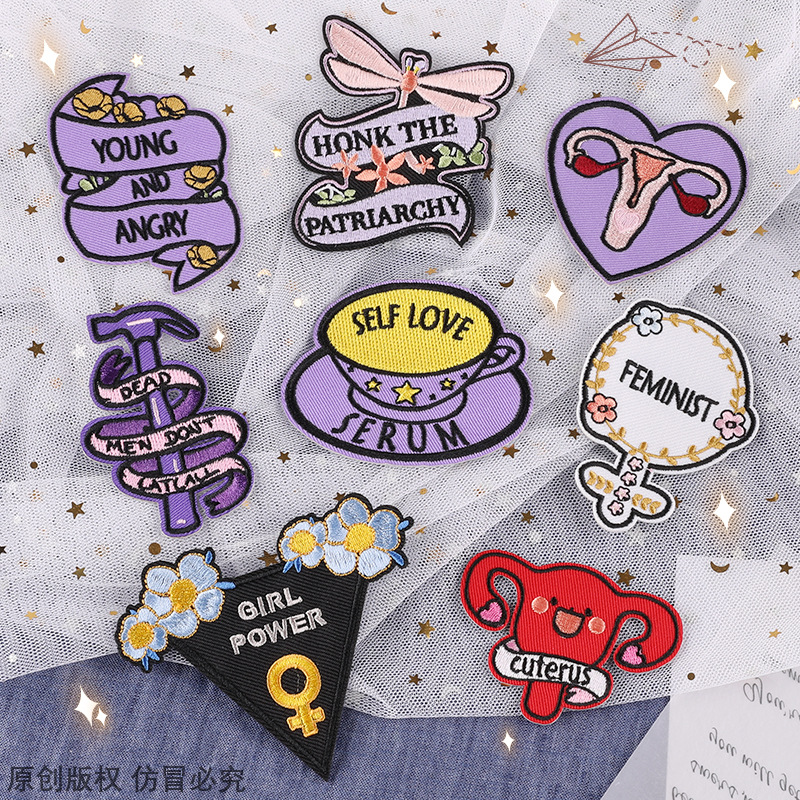 YOUNG
AND
ANGRY
HONK THE
PATRIARCHY
DEAD
MEN DON'T
CATCALL
SELF LOVE
SERUM
FEMINIST
GIRL
POWER
cuterus
原创版权 仿冒必究